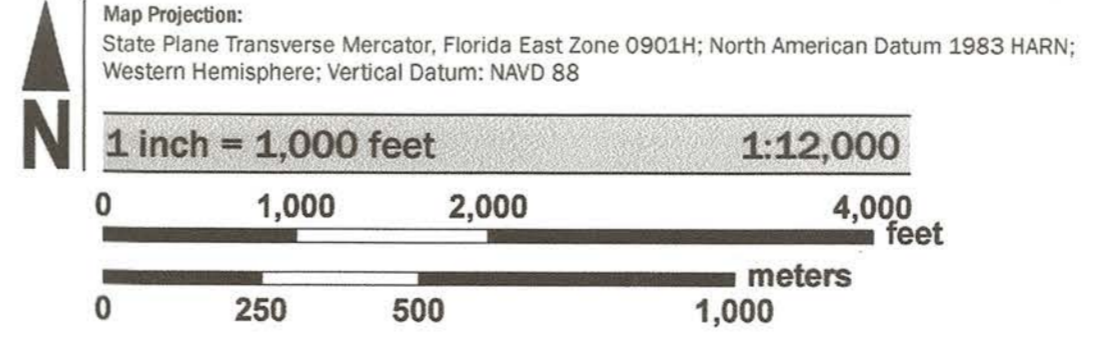 Map Projection:
State Plane Transverse Mercator, Florida East Zone 0901H; North American Datum 1983 HARN;
Western Hemisphere; Vertical Datum: NAVD 88
N
1 inch = 1,000 feet 1:12,000
0 1,000 2,000 4,000
feet
meters
0 250 500 1,000